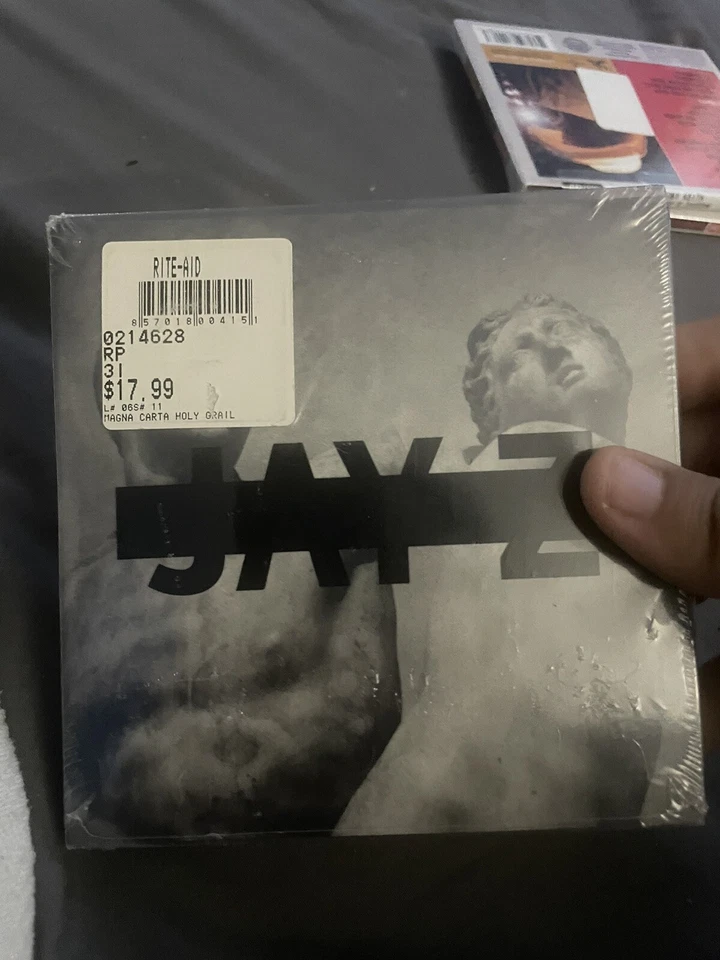 RITE-AID
8 57018 00415 1
0214628
RP
31
$17.99
L# 06S# 11
MAGNA CARTA HOLY GRAIL
JAY Z